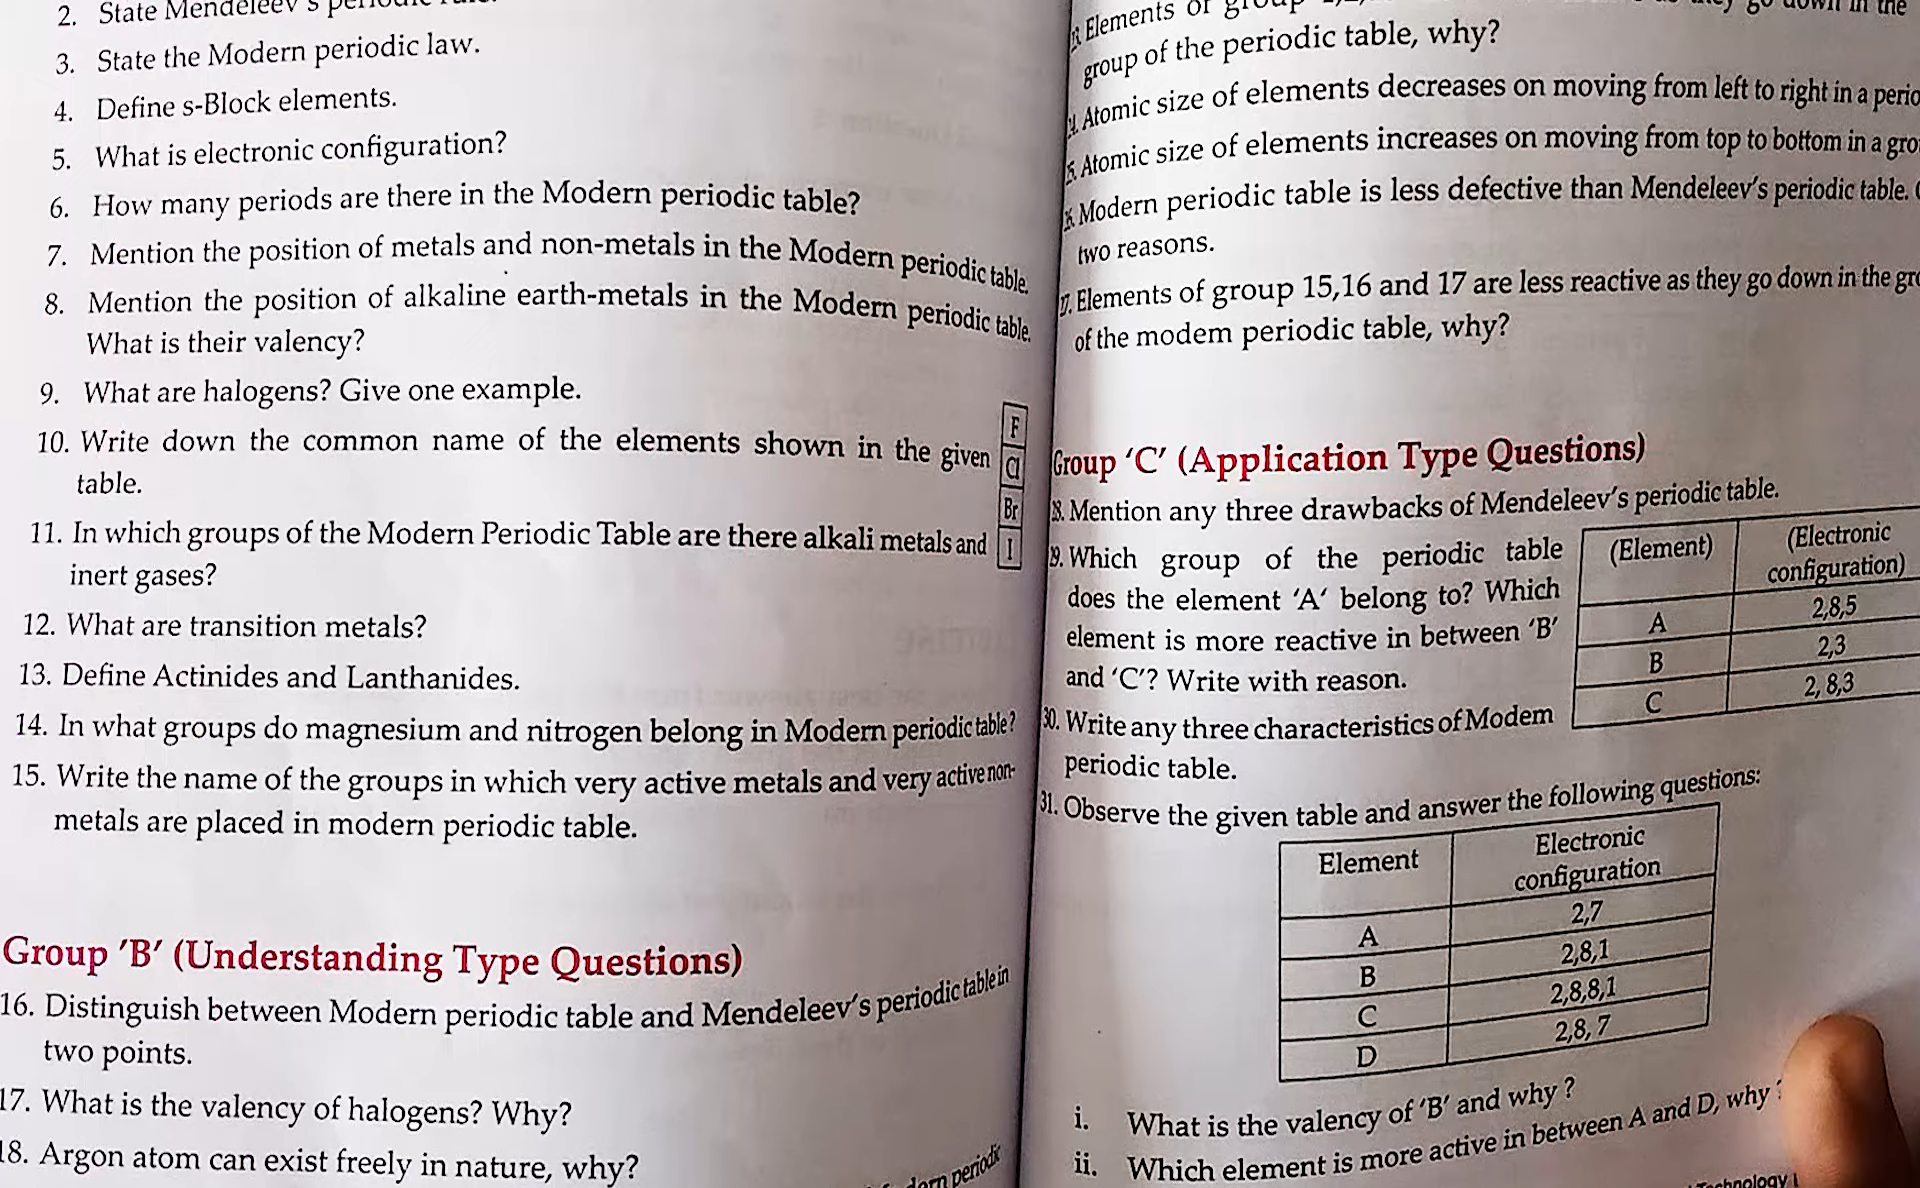 2. State Mendeleev's periodic
3. State the Modern periodic law.
4. Define s-Block elements.
5. What is electronic configuration?
6. How many periods are there in the Modern periodic table?
7. Mention the position of metals and non-metals in the Modern periodic table.
8. Mention the position of alkaline earth-metals in the Modern periodic table.
What is their valency?
9. What are halogens? Give one example.
10. Write down the common name of the elements shown in the given
table.
F
Cl
Br
I
11. In which groups of the Modern Periodic Table are there alkali metals and
inert gases?
12. What are transition metals?
13. Define Actinides and Lanthanides.
14. In what groups do magnesium and nitrogen belong in Modern periodic table?
15. Write the name of the groups in which very active metals and very active non-
metals are placed in modern periodic table.
Group 'B' (Understanding Type Questions)
16. Distinguish between Modern periodic table and Mendeleev's periodic table in
two points.
17. What is the valency of halogens? Why?
18. Argon atom can exist freely in nature, why?
periodic
Elements of group they go down in the
group of the periodic table, why?
Atomic size of elements decreases on moving from left to right in a
Atomic size of elements increases on moving from top to bottom in a
Modern periodic table is less defective than Mendeleev's periodic table.
two reasons.
Elements of group 15,16 and 17 are less reactive as they go down in the
of the modem periodic table, why?
Group 'C' (Application Type Questions)
28. Mention any three drawbacks of Mendeleev's periodic table.
29. Which group of the periodic table
does the element 'A' belong to? Which
element is more reactive in between 'B'
and 'C'? Write with reason.
(Element) (Electronic
configuration)
A 2,8,5
B 2,3
C 2, 8,3
30. Write any three characteristics of Modem
periodic table.
31. Observe the given table and answer the following questions:
Element Electronic
configuration
A 2,7
B 2,8,1
C 2,8,8,1
D 2,8, 7
i. What is the valency of 'B' and why ?
ii. Which element is more active in between A and D, why ?